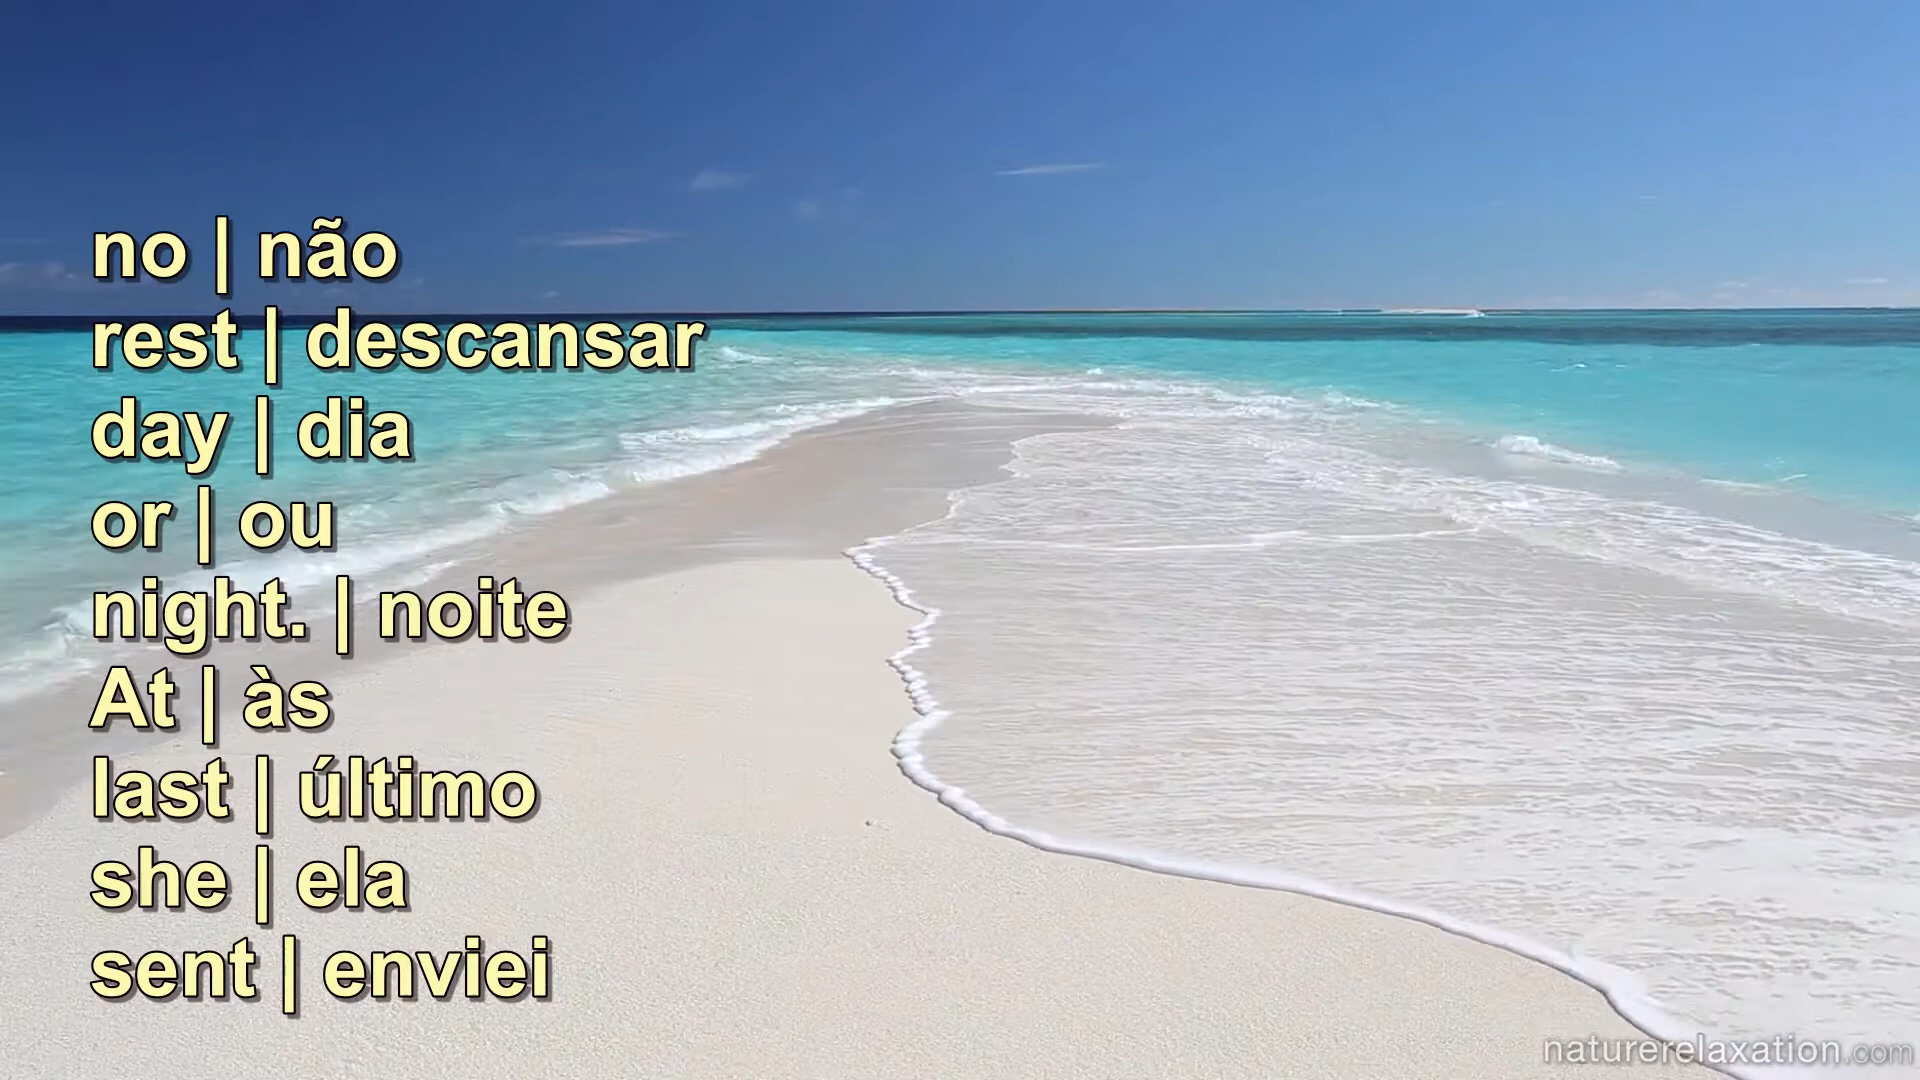 no | não
rest | descansar
day | dia
or | ou
night. | noite
At | às
last | último
she | ela
sent | enviei
naturerelaxation.com